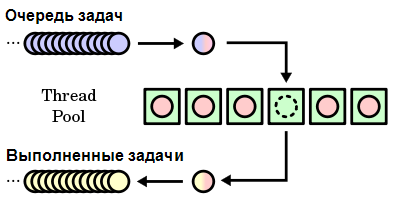 Очередь задач
...
Thread
Pool
Выполненные задачи
...